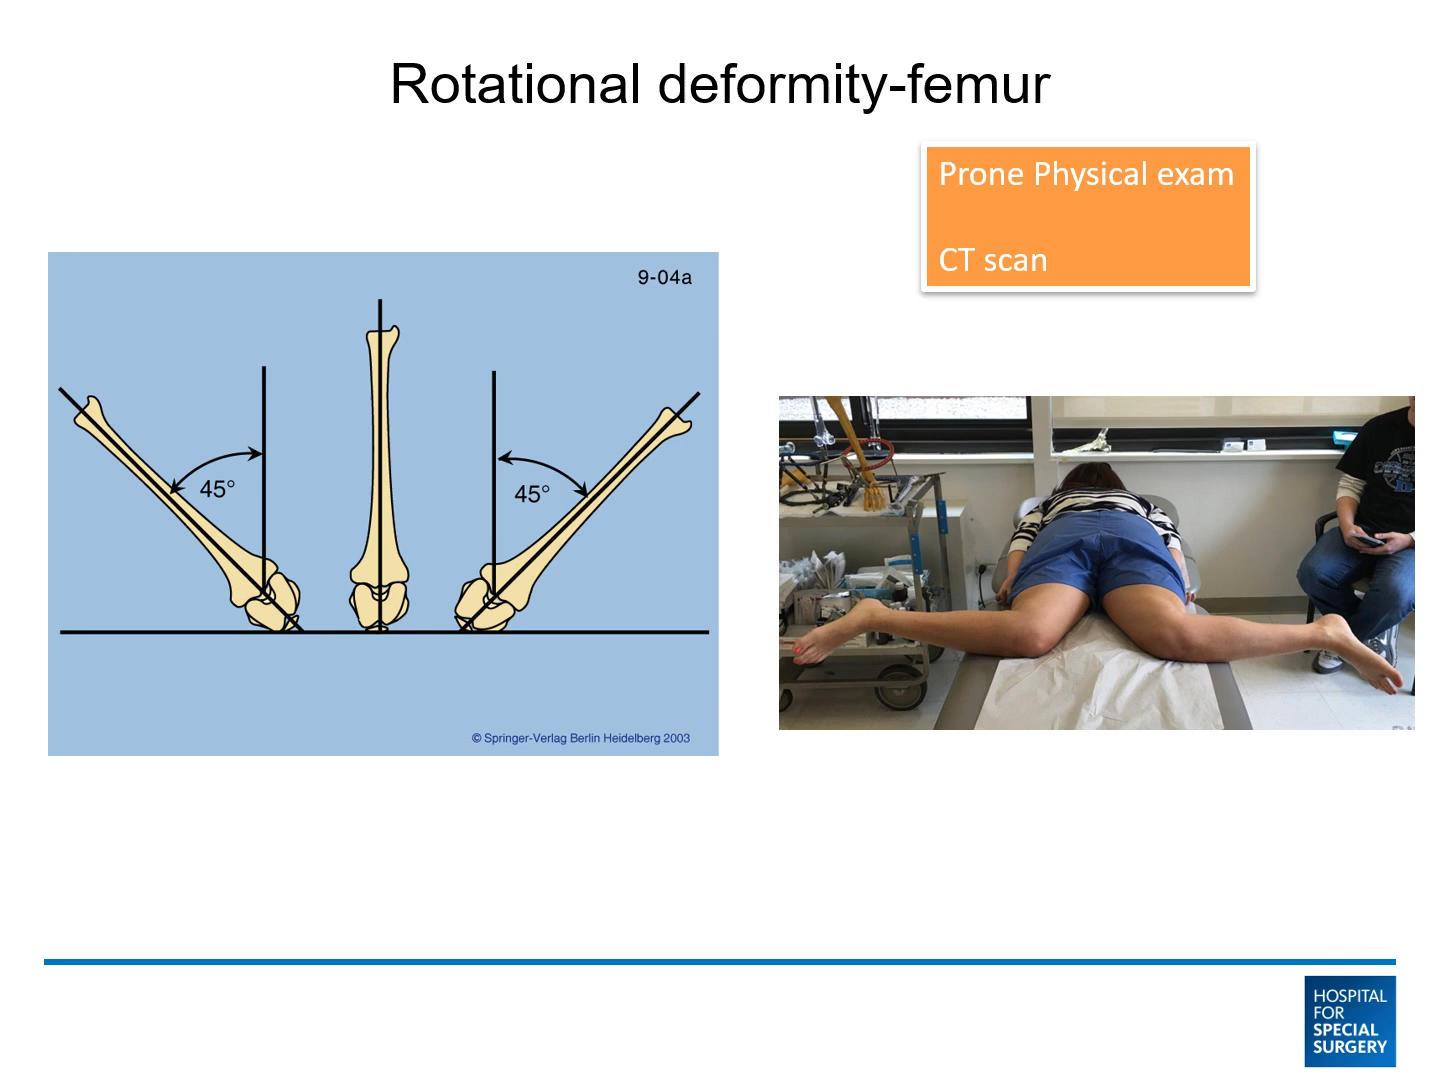 Rotational deformity-femur
Prone Physical exam
CT scan
9-04a
45°
45°
© Springer-Verlag Berlin Heidelberg 2003
HOSPITAL
FOR
SPECIAL
SURGERY